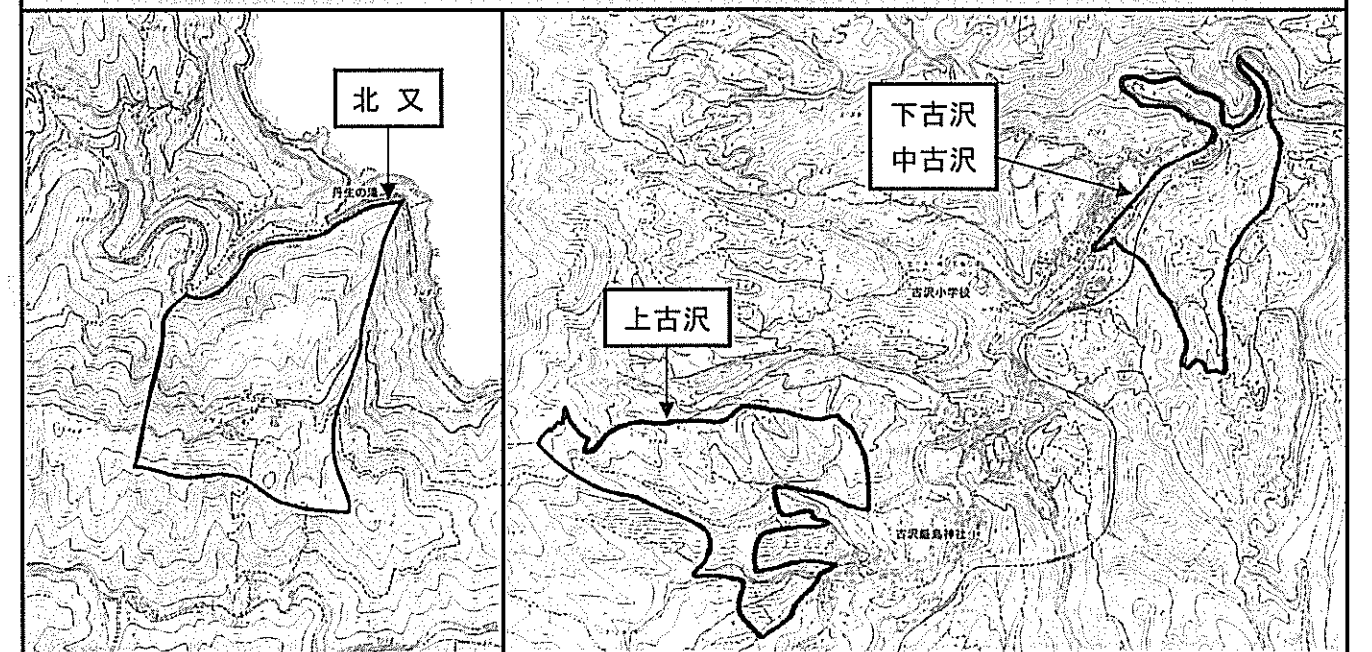 北 又
丹生の滝
下古沢
中古沢
古沢小学校
上古沢
古沢厳島神社